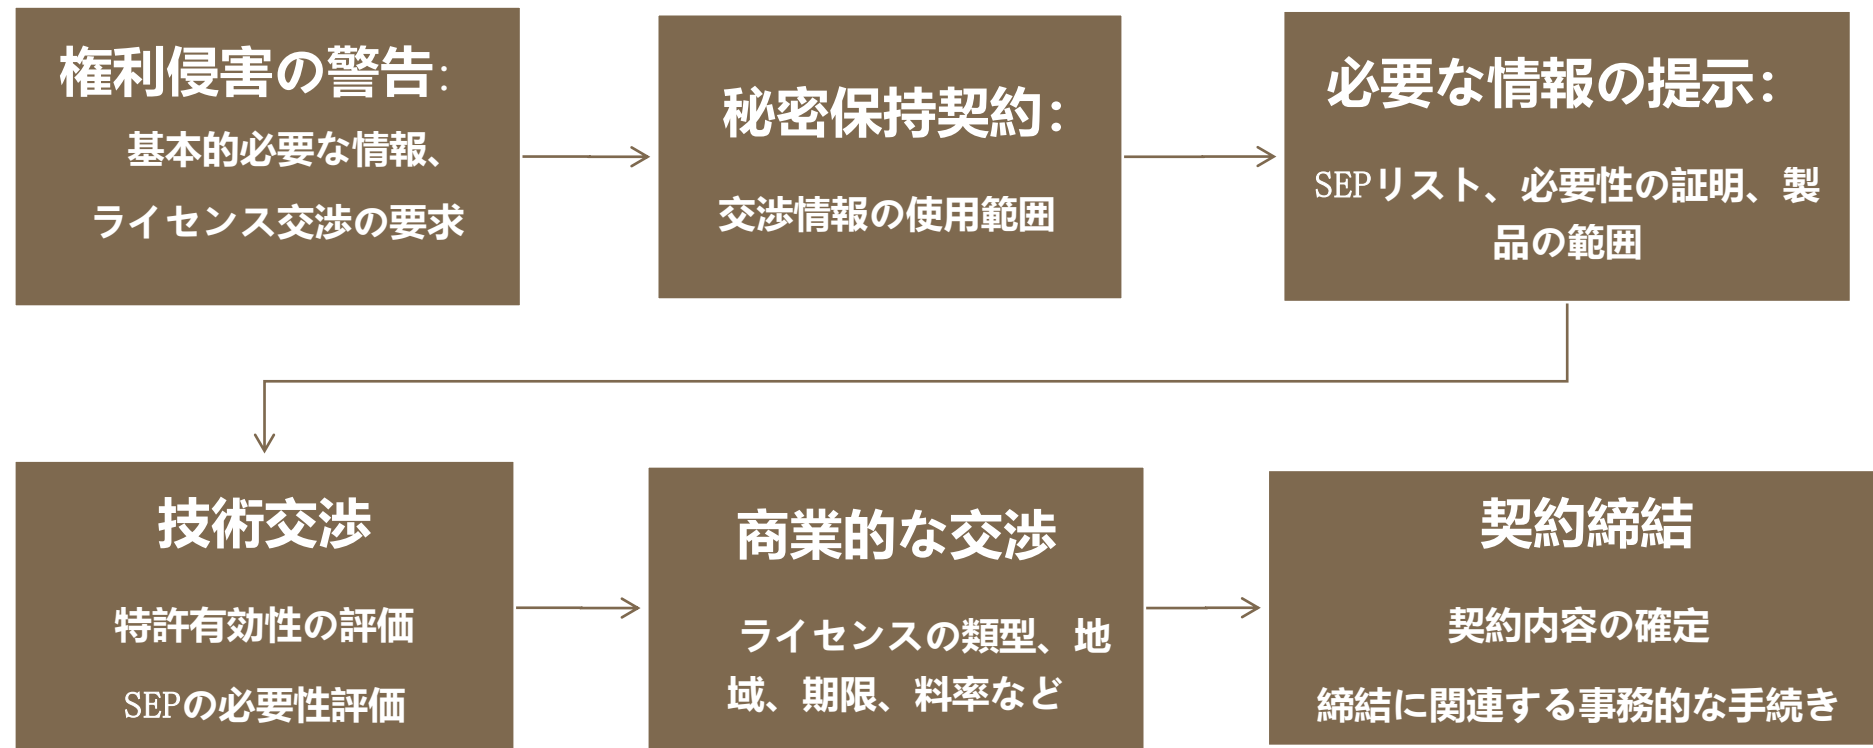 権利侵害の警告:
基本的必要な情報、
ライセンス交渉の要求
秘密保持契約:
交渉情報の使用範囲
必要な情報の提示:
SEPリスト、必要性の証明、製
品の範囲
技術交渉
特許有効性の評価
SEPの必要性評価
商業的な交渉
ライセンスの類型、地
域、期限、料率など
契約締結
契約内容の確定
締結に関連する事務的な手続き